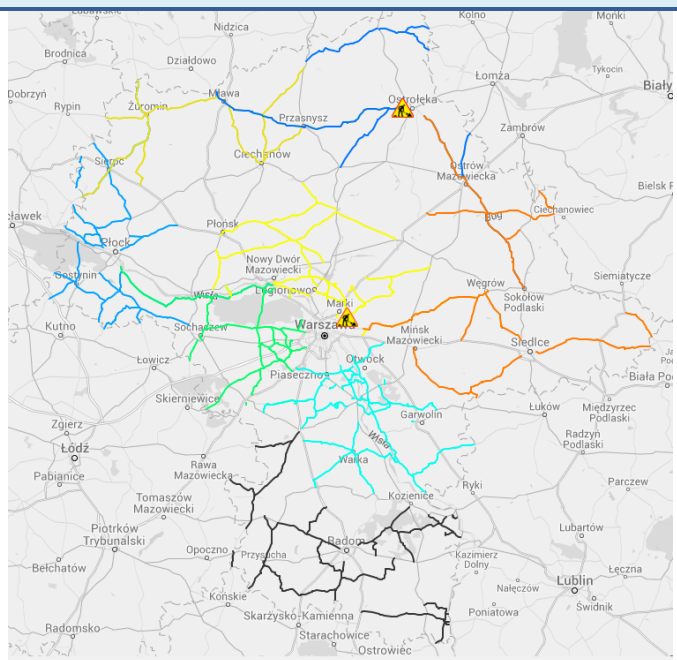 Lubawskie
Nidzica
Kolno
Mońki
Brodnica
Działdowo
Tykocin
Łomża
Biały
Dobrzyń
Rypin
Żuromin
Mława
Ostrołęka
Przasnysz
Zambrów
Sierpc
Ciechanów
Ostrów
Mazowiecka
Bielsk P
cławek
Płońsk
Ciechanowiec
Płock
Nowy Dwór
Mazowiecki
Gostynin
Wisła
Legionowo
Węgrów
Siemiatycze
Marki
Sokołów
Podlaski
Kutno
Sochaczew
Warszawa
Mińsk
Mazowiecki
Siedlce
Łowicz
Otwock
Piaseczno
Biała Po
Skierniewice
Garwolin
Łuków
Międzyrzec
Podlaski
Zgierz
Wisła
Radzyń
Podlaski
Łódź
Rawa
Mazowiecka
Warka
Pabianice
Ryki
Parczew
Tomaszów
Mazowiecki
Kozienice
Piotrków
Trybunalski
Radom
Lubartów
Opoczno
Przysucha
Kazimierz
Dolny
Bełchatów
Łęczna
Lublin
Nałęczów
Końskie
Świdnik
Poniatowa
Skarżysko-Kamienna
Radomsko
Starachowice
Ostrowiec